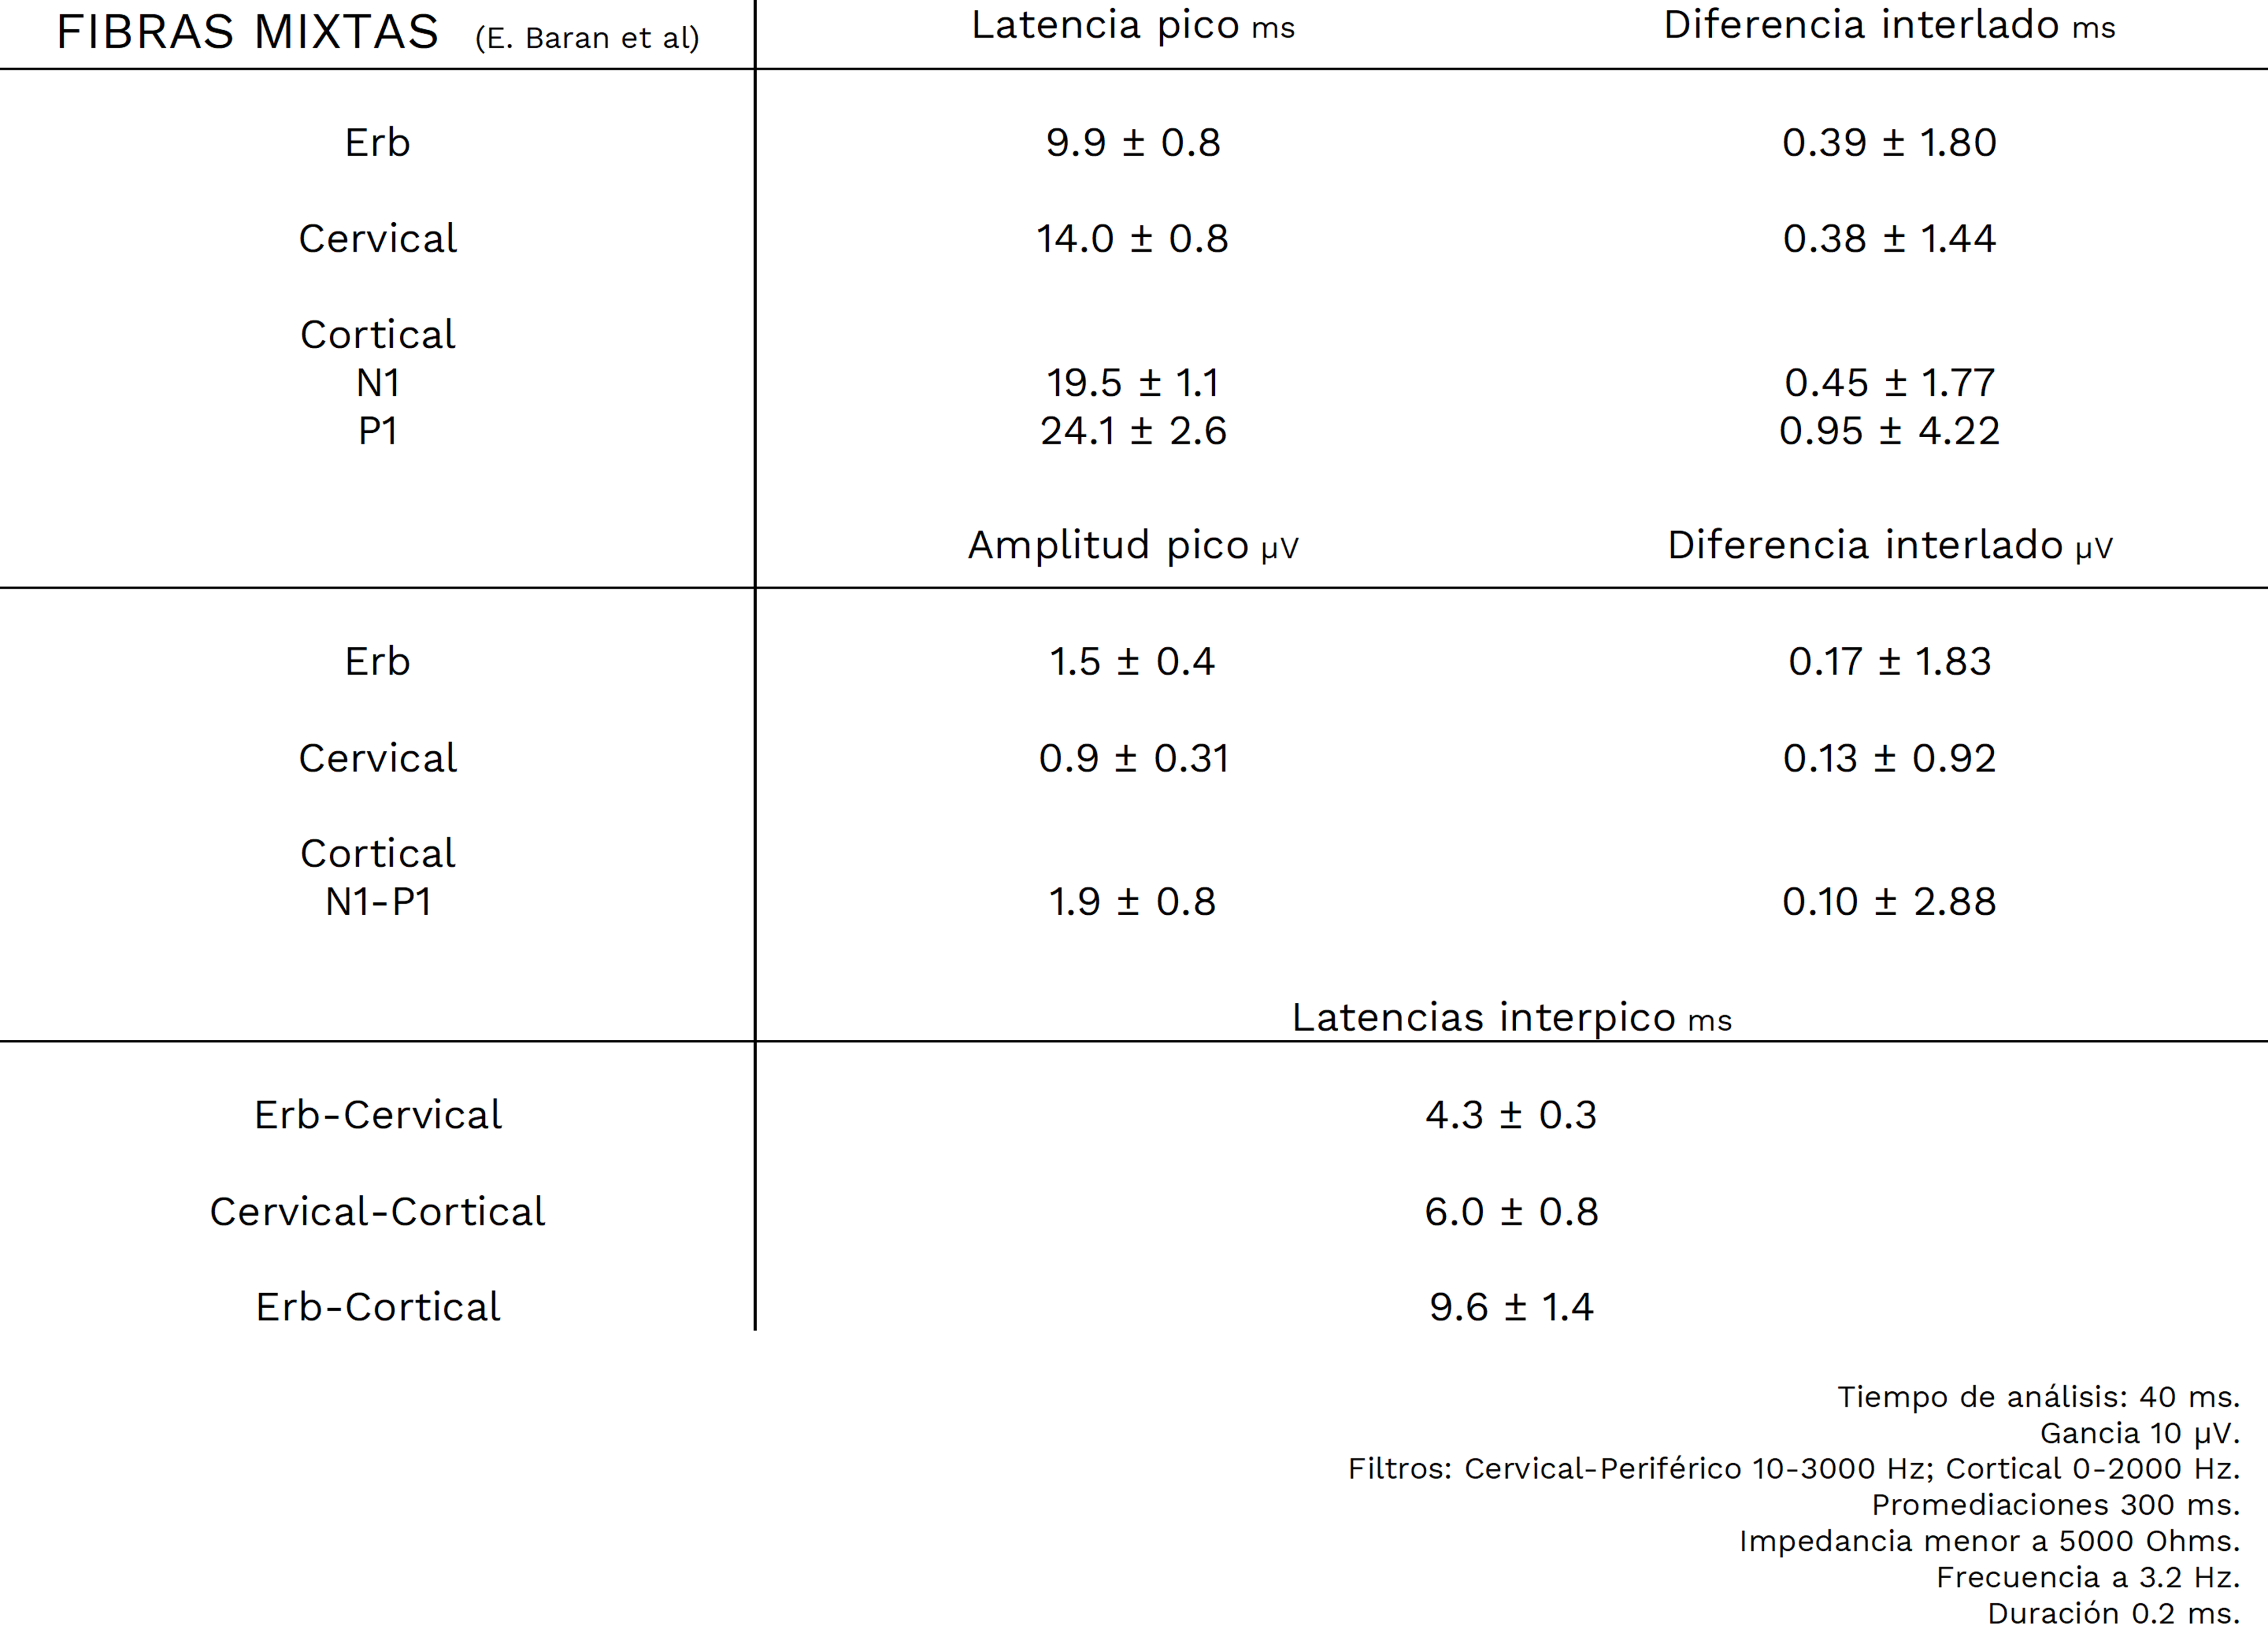 FIBRAS MIXTAS (E. Baran et al) Latencia pico ms Diferencia interlado ms
Erb 9.9 ± 0.8 0.39 ± 1.80
Cervical 14.0 ± 0.8 0.38 ± 1.44
Cortical
N1 19.5 ± 1.1 0.45 ± 1.77
P1 24.1 ± 2.6 0.95 ± 4.22
Amplitud pico µV Diferencia interlado µV
Erb 1.5 ± 0.4 0.17 ± 1.83
Cervical 0.9 ± 0.31 0.13 ± 0.92
Cortical
N1-P1 1.9 ± 0.8 0.10 ± 2.88
Latencias interpico ms
Erb-Cervical 4.3 ± 0.3
Cervical-Cortical 6.0 ± 0.8
Erb-Cortical 9.6 ± 1.4
Tiempo de análisis: 40 ms.
Gancia 10 µV.
Filtros: Cervical-Periférico 10-3000 Hz; Cortical 0-2000 Hz.
Promediaciones 300 ms.
Impedancia menor a 5000 Ohms.
Frecuencia a 3.2 Hz.
Duración 0.2 ms.